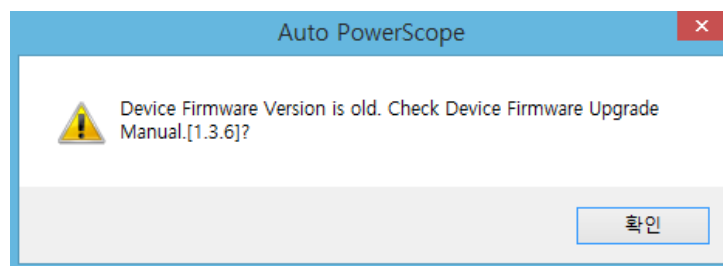 Auto PowerScope
Device Firmware Version is old. Check Device Firmware Upgrade
Manual.[1.3.6]?
확인